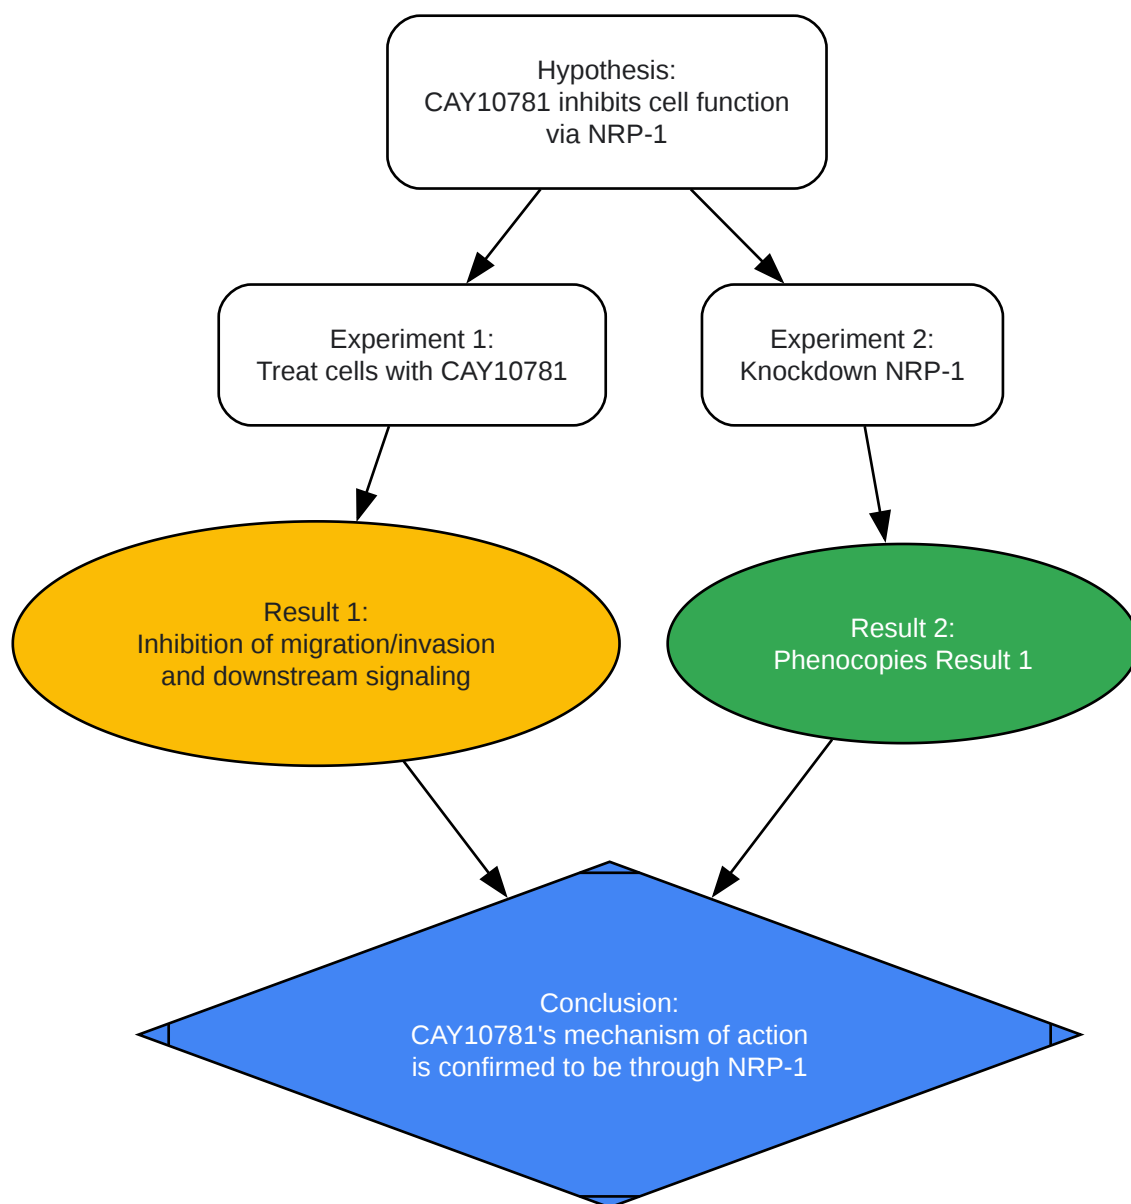 Hypothesis:
CAY10781 inhibits cell function
via NRP-1
Experiment 1:
Treat cells with CAY10781
Experiment 2:
Knockdown NRP-1
Result 1:
Inhibition of migration/invasion
and downstream signaling
Result 2:
Phenocopies Result 1
Conclusion:
CAY10781's mechanism of action
is confirmed to be through NRP-1